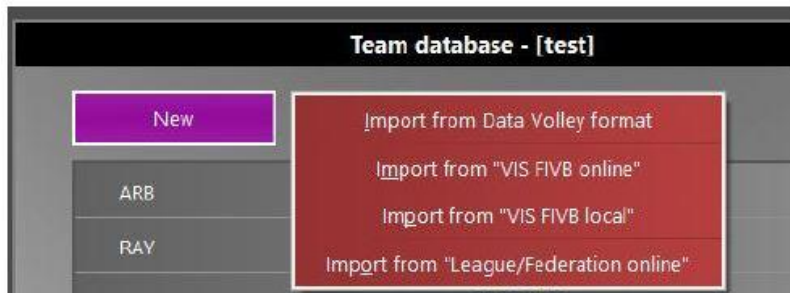 Team database - [test]
New
Import from Data Volley format
Import from "VIS FIVB online"
Import from "VIS FIVB local"
Import from "League/Federation online"
ARB
RAY